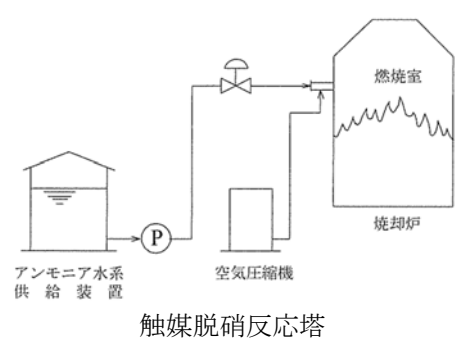 燃焼室
焼却炉
P
アンモニア水系
供給装置
空気圧縮機
触媒脱硝反応塔